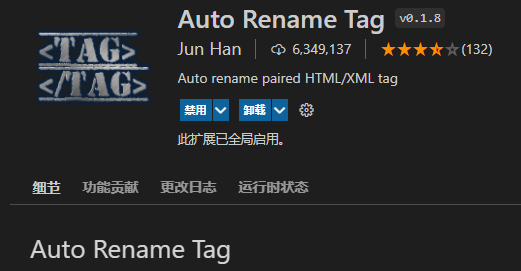 <TAG>
</TAG>
Auto Rename Tag v0.1.8
Jun Han 6,349,137 (132)
Auto rename paired HTML/XML tag
禁用 卸载
此扩展已全局启用。
细节 功能贡献 更改日志 运行时状态
Auto Rename Tag